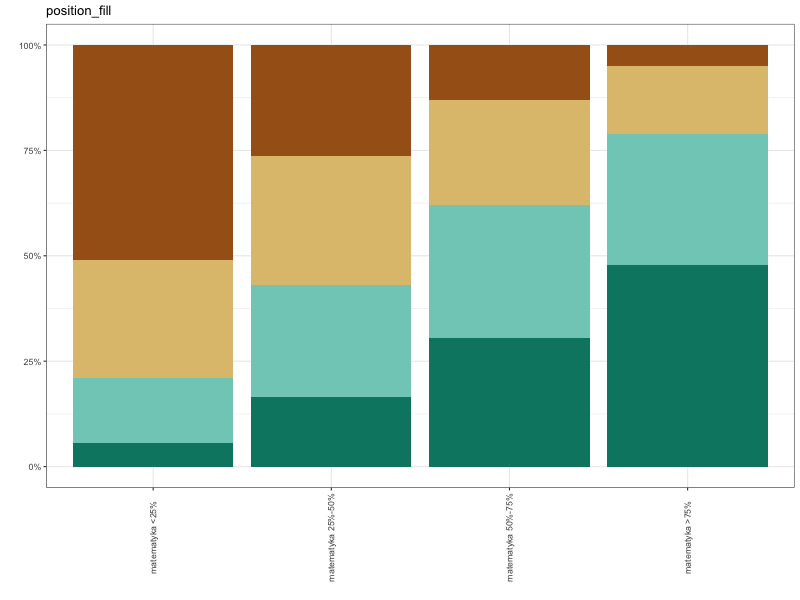 position_fill
100%
75%
50%
25%
0%
matematyka <25%
matematyka 25%-50%
matematyka 50%-75%
matematyka >75%